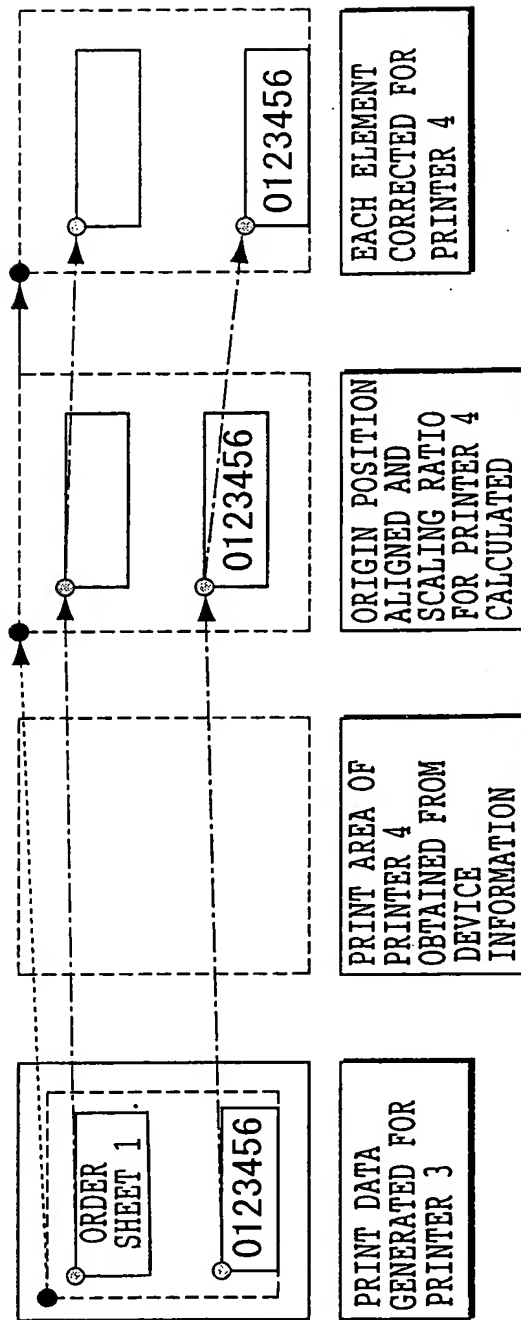 ORDER
SHEET 1
0123456
PRINT DATA
GENERATED FOR
PRINTER 3
PRINT AREA OF
PRINTER 4
OBTAINED FROM
DEVICE
INFORMATION
0123456
ORIGIN POSITION
ALIGNED AND
SCALING RATIO
FOR PRINTER 4
CALCULATED
0123456
EACH ELEMENT
CORRECTED FOR
PRINTER 4